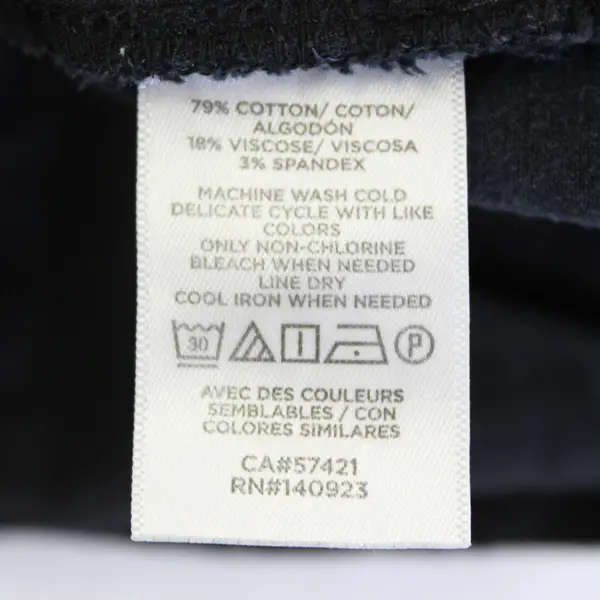 79% COTTON/ COTON/
ALGODÓN
18% VISCOSE/ VISCOSA
3% SPANDEX
MACHINE WASH COLD
DELICATE CYCLE WITH LIKE
COLORS
ONLY NON-CHLORINE
BLEACH WHEN NEEDED
LINE DRY
COOL IRON WHEN NEEDED
30 P
AVEC DES COULEURS
SEMBLABLES / CON
COLORES SIMILARES
CA#57421
RN#140923